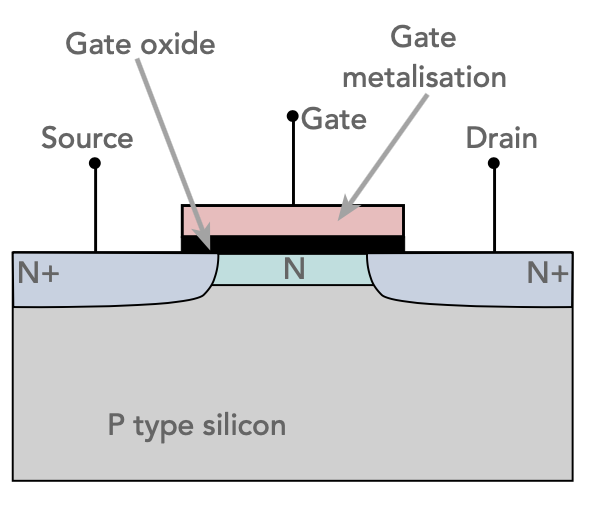 Gate oxide
Gate
metalisation
Gate
Source
Drain
N+
N
N+
P type silicon